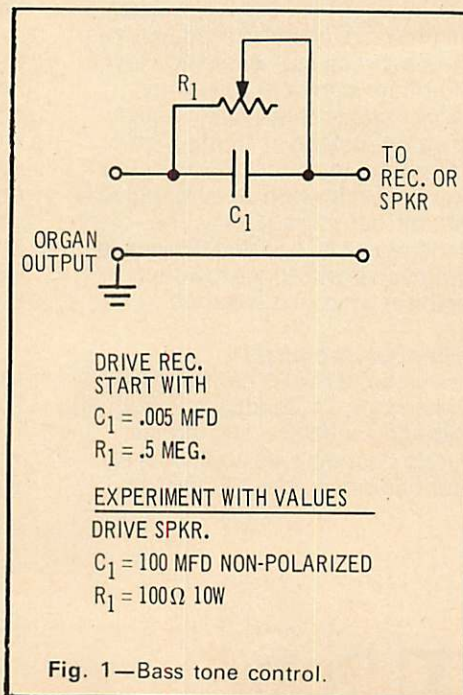 R1
TO
REC. OR
SPKR
C1
ORGAN
OUTPUT
DRIVE REC.
START WITH
C1 = .005 MFD
R1 = .5 MEG.
EXPERIMENT WITH VALUES
DRIVE SPKR.
C1 = 100 MFD NON-POLARIZED
R1 = 100Ω 10W
Fig. 1—Bass tone control.